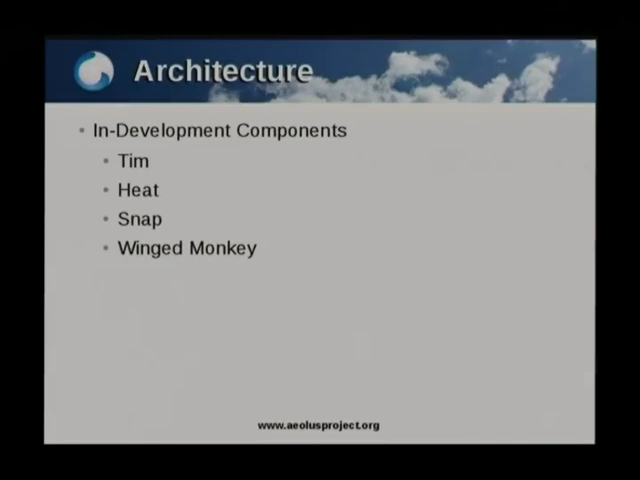 Architecture
In-Development Components
Tim
Heat
Snap
Winged Monkey
www.aeolusproject.org